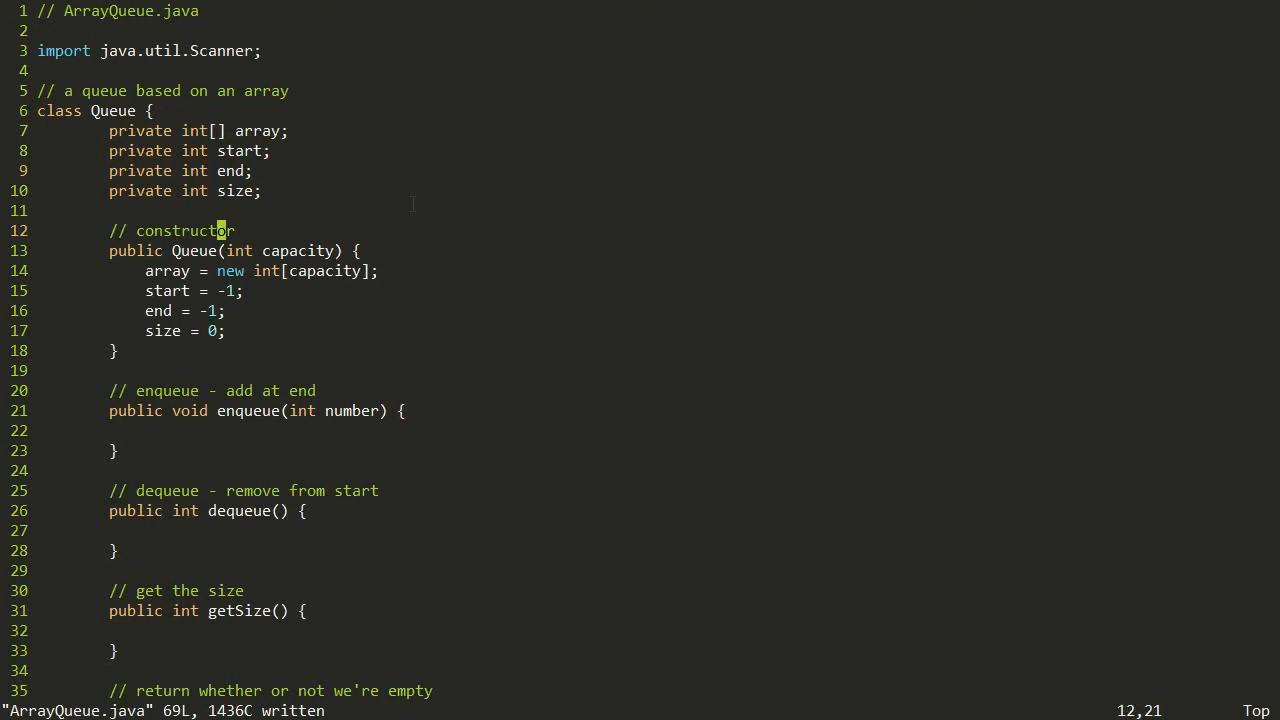 1 // ArrayQueue.java
2
3 import java.util.Scanner;
4
5 // a queue based on an array
6 class Queue {
7         private int[] array;
8         private int start;
9         private int end;
10         private int size;
11
12         // constructor
13         public Queue(int capacity) {
14             array = new int[capacity];
15             start = -1;
16             end = -1;
17             size = 0;
18         }
19
20         // enqueue - add at end
21         public void enqueue(int number) {
22
23         }
24
25         // dequeue - remove from start
26         public int dequeue() {
27
28         }
29
30         // get the size
31         public int getSize() {
32
33         }
34
35         // return whether or not we're empty
"ArrayQueue.java" 69L, 1436C written 12,21 Top